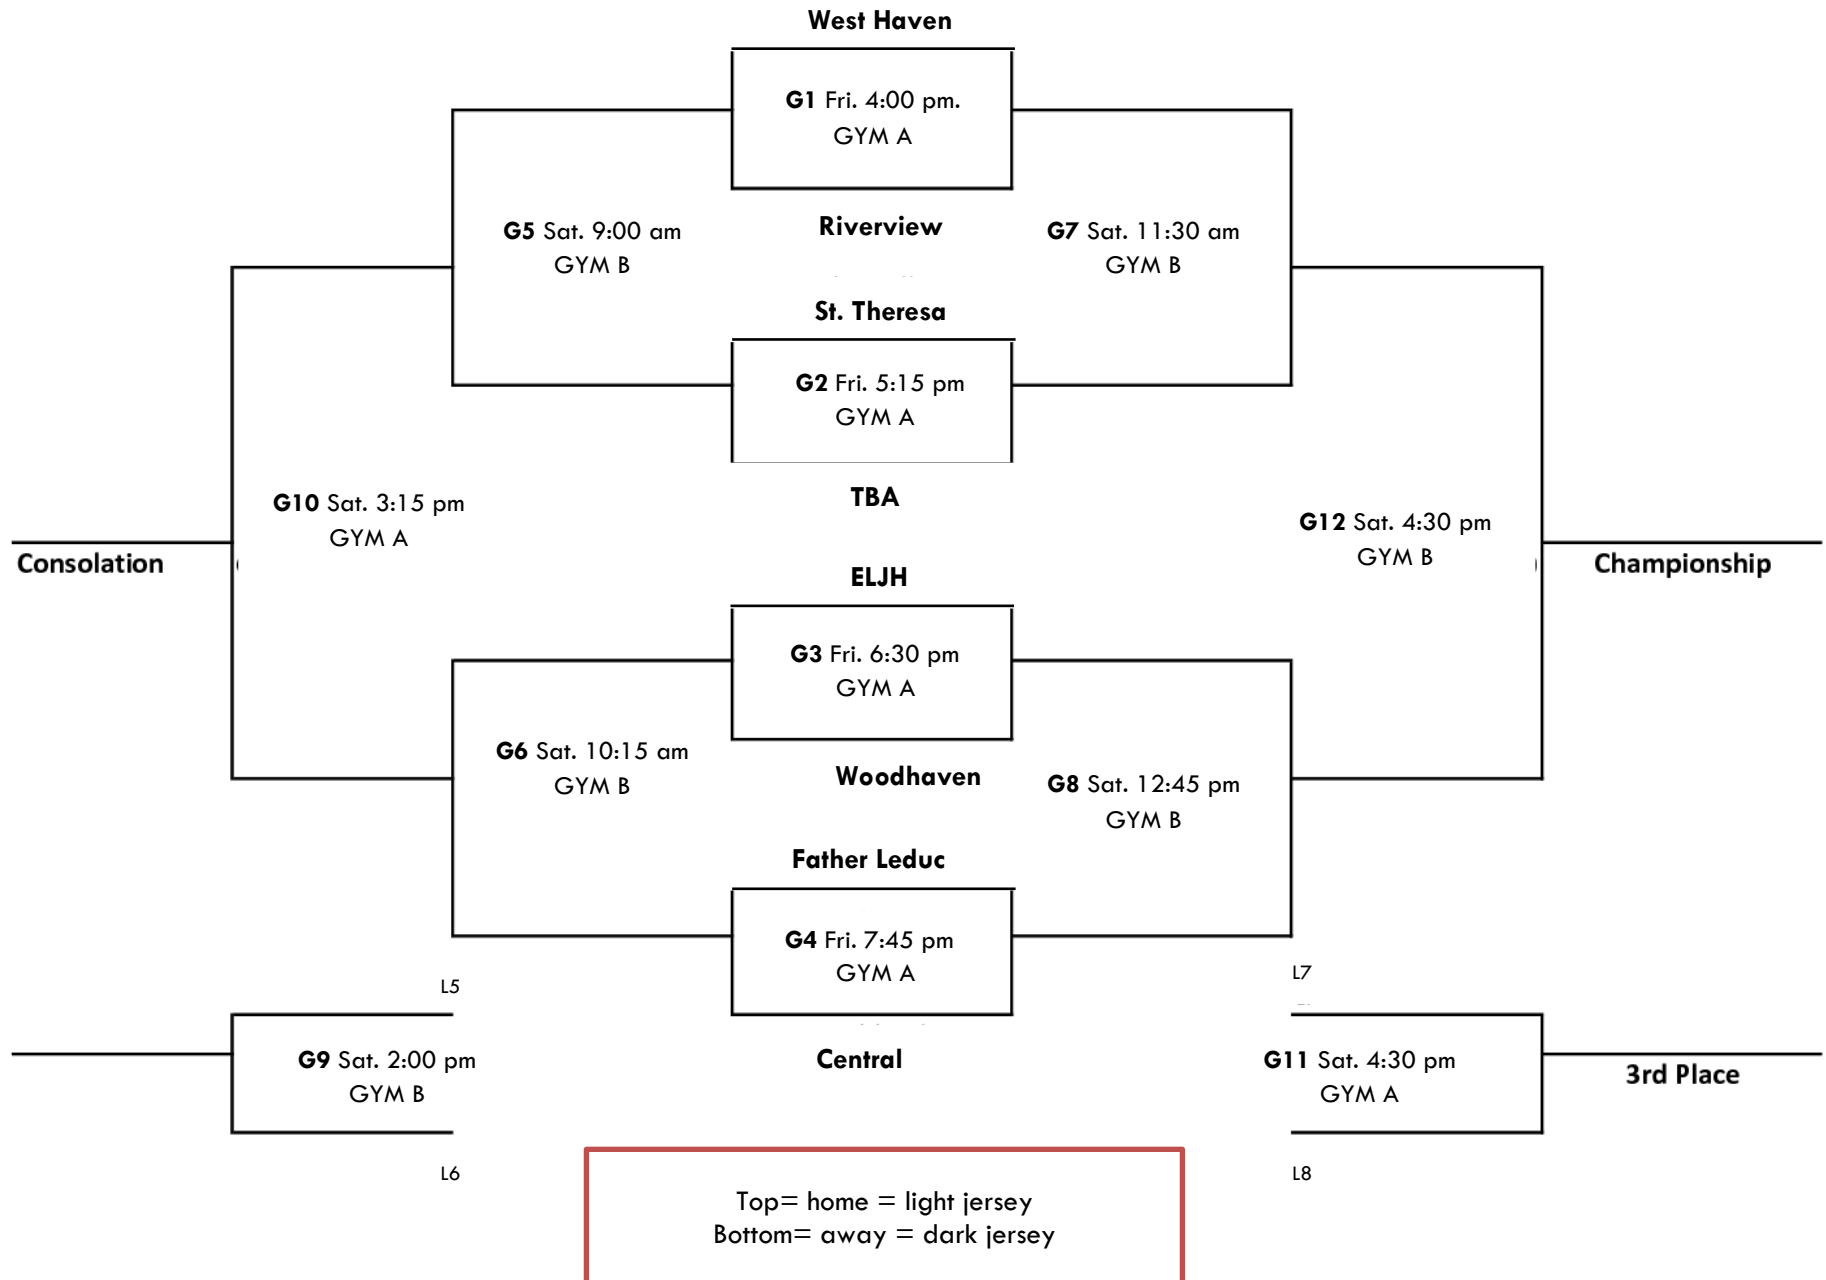 West Haven
G1 Fri. 4:00 pm.
GYM A
G5 Sat. 9:00 am
GYM B
Riverview
G7 Sat. 11:30 am
GYM B
St. Theresa
G2 Fri. 5:15 pm
GYM A
TBA
G10 Sat. 3:15 pm
GYM A
G12 Sat. 4:30 pm
GYM B
Consolation
Championship
ELJH
G3 Fri. 6:30 pm
GYM A
G6 Sat. 10:15 am
GYM B
Woodhaven
G8 Sat. 12:45 pm
GYM B
Father Leduc
G4 Fri. 7:45 pm
GYM A
L5
L7
G9 Sat. 2:00 pm
GYM B
Central
G11 Sat. 4:30 pm
GYM A
3rd Place
L6
L8
Top= home = light jersey
Bottom= away = dark jersey